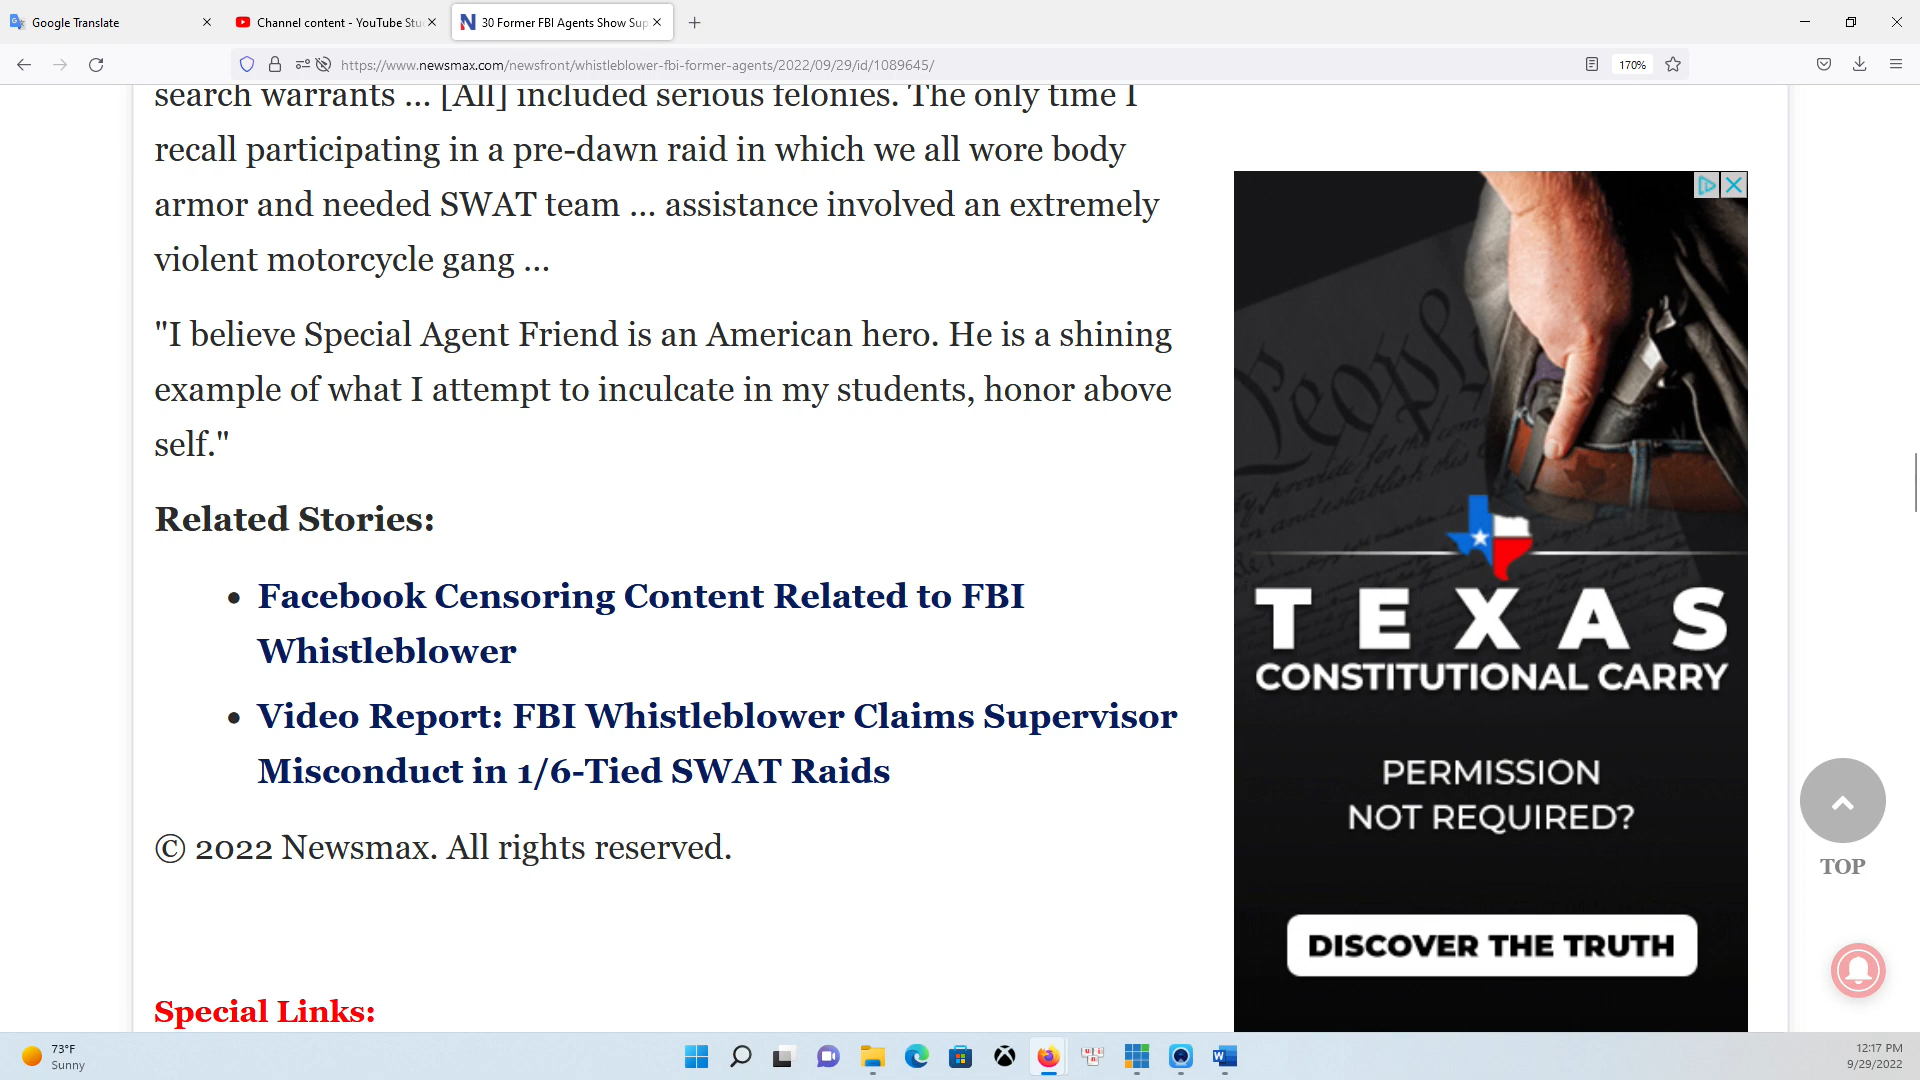 Google Translate
Channel content - YouTube Stu
30 Former FBI Agents Show Sup
https://www.newsmax.com/newsfront/whistleblower-fbi-former-agents/2022/09/29/id/1089645/
170%
search warrants ... [All] included serious felonies. The only time I
recall participating in a pre-dawn raid in which we all wore body
armor and needed SWAT team ... assistance involved an extremely
violent motorcycle gang ...
"I believe Special Agent Friend is an American hero. He is a shining
example of what I attempt to inculcate in my students, honor above
self."
Related Stories:
• Facebook Censoring Content Related to FBI
Whistleblower
• Video Report: FBI Whistleblower Claims Supervisor
Misconduct in 1/6-Tied SWAT Raids
© 2022 Newsmax. All rights reserved.
Special Links:
People
TEXAS
CONSTITUTIONAL CARRY
PERMISSION
NOT REQUIRED?
DISCOVER THE TRUTH
TOP
73°F
Sunny
12:17 PM
9/29/2022